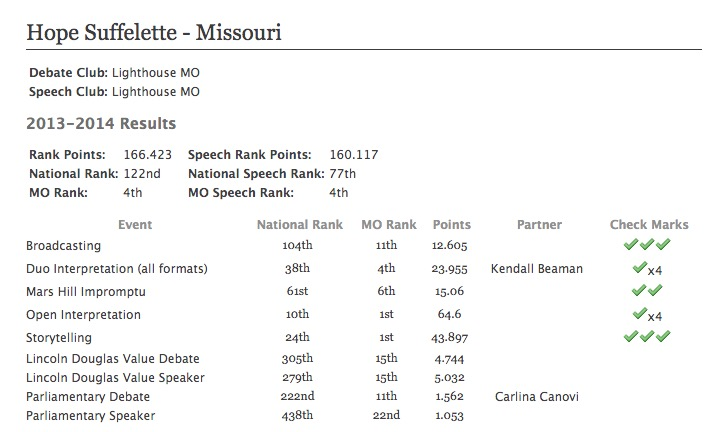 Hope Suffelette - Missouri
Debate Club: Lighthouse MO
Speech Club: Lighthouse MO
2013-2014 Results
Rank Points: 166.423 Speech Rank Points: 160.117
National Rank: 122nd National Speech Rank: 77th
MO Rank: 4th MO Speech Rank: 4th
Event National Rank MO Rank Points Partner Check Marks
Broadcasting 104th 11th 12.605
Duo Interpretation (all formats) 38th 4th 23.955 Kendall Beaman x4
Mars Hill Impromptu 61st 6th 15.06
Open Interpretation 10th 1st 64.6 x4
Storytelling 24th 1st 43.897
Lincoln Douglas Value Debate 305th 15th 4.744
Lincoln Douglas Value Speaker 279th 15th 5.032
Parliamentary Debate 222nd 11th 1.562 Carlina Canovi
Parliamentary Speaker 438th 22nd 1.053